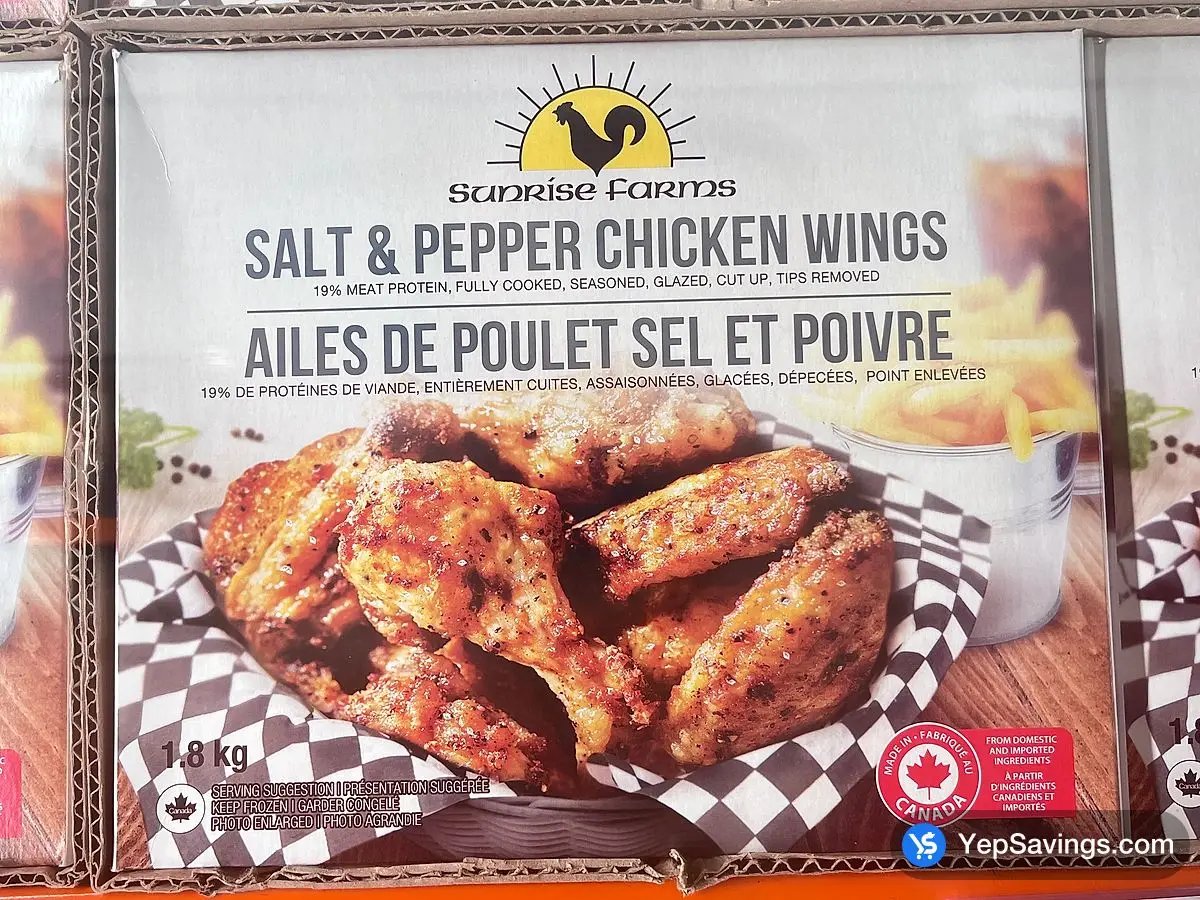 SUNRISE FARMS
SALT & PEPPER CHICKEN WINGS
19% MEAT PROTEIN, FULLY COOKED, SEASONED, GLAZED, CUT UP, TIPS REMOVED
AILES DE POULET SEL ET POIVRE
19% DE PROTÉINES DE VIANDE, ENTIÈREMENT CUITES, ASSAISONNÉES, GLACÉES, DÉPECÉES, POINT ENLEVÉES
1.8 kg
Canada
SERVING SUGGESTION | PRÉSENTATION SUGGÉRÉE
KEEP FROZEN | GARDER CONGELÉ
PHOTO ENLARGED | PHOTO AGRANDIE
MADE IN • FABRIQUÉ AU
CANADA
FROM DOMESTIC
AND IMPORTED
INGREDIENTS
À PARTIR
D'INGRÉDIENTS
CANADIENS ET
IMPORTÉS
YepSavings.com